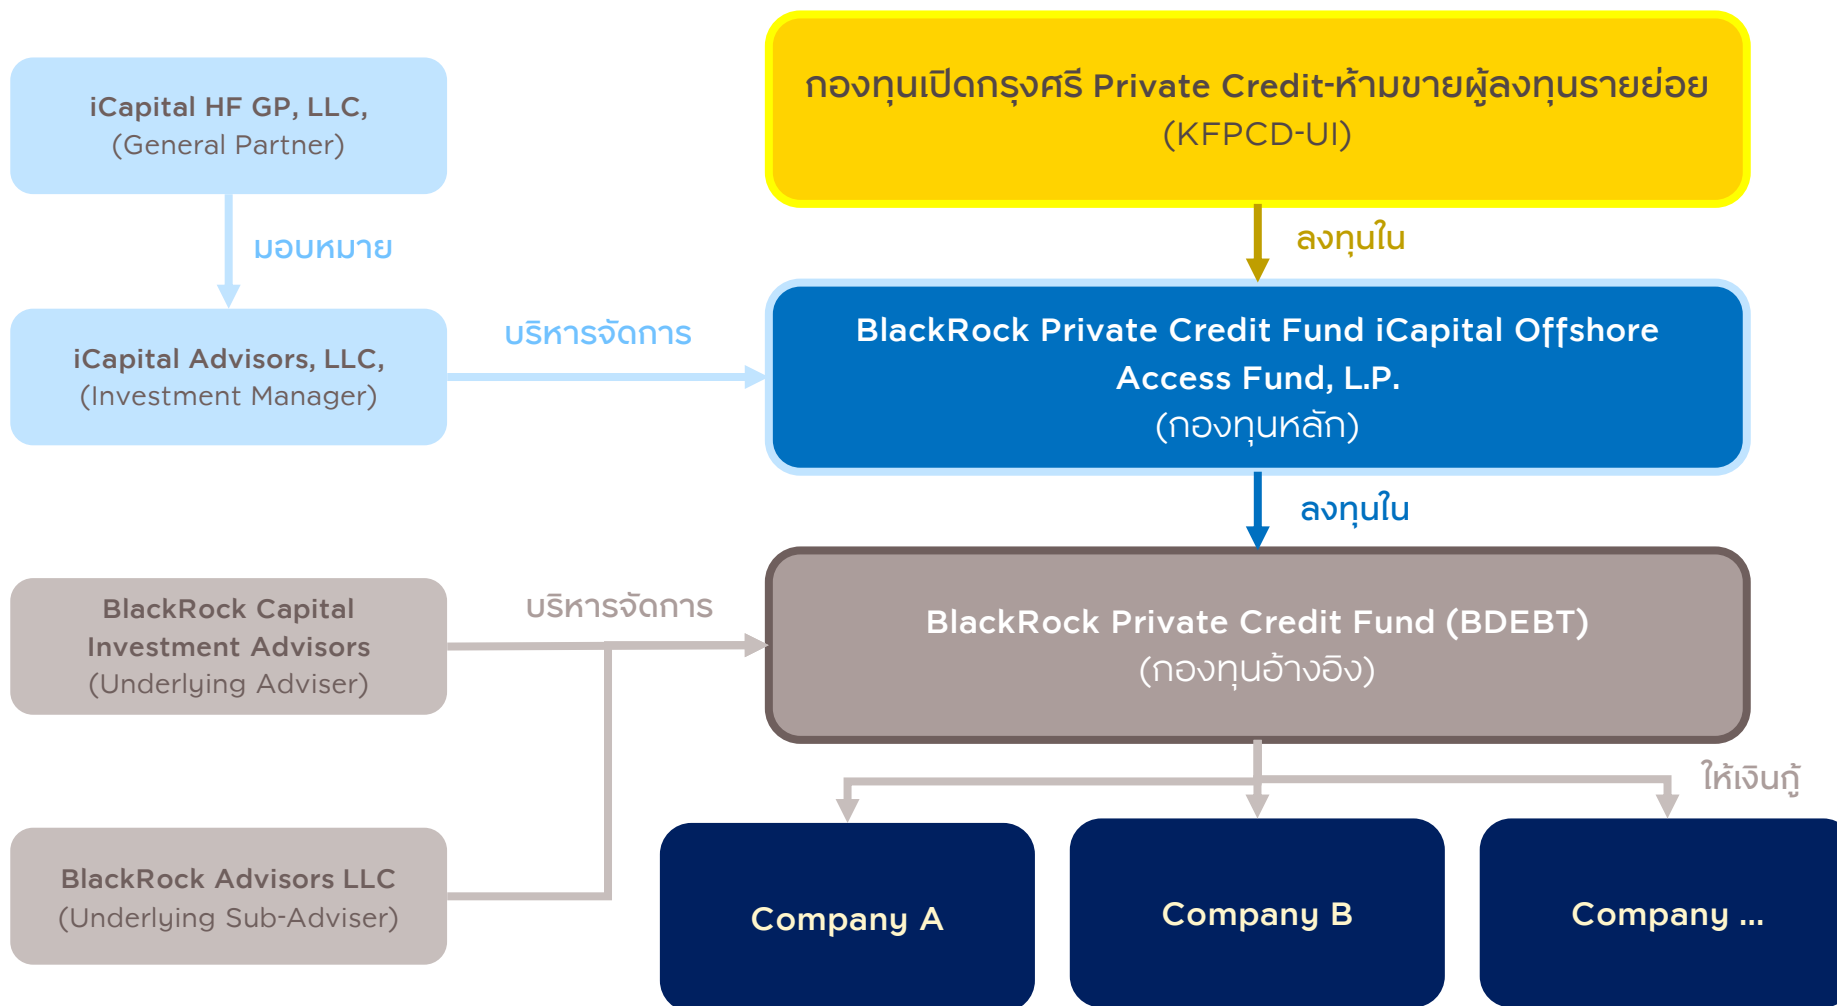 กองทุนเปิดกรุงศรี Private Credit-ห้ามขายผู้ลงทุนรายย่อย
(KFPCD-UI)
iCapital HF GP, LLC,
(General Partner)
มอบหมาย
ลงทุนใน
iCapital Advisors, LLC,
(Investment Manager)
บริหารจัดการ
BlackRock Private Credit Fund iCapital Offshore
Access Fund, L.P.
(กองทุนหลัก)
ลงทุนใน
BlackRock Capital
Investment Advisors
(Underlying Adviser)
บริหารจัดการ
BlackRock Private Credit Fund (BDEBT)
(กองทุนอ้างอิง)
ให้เงินกู้
BlackRock Advisors LLC
(Underlying Sub-Adviser)
Company A
Company B
Company ...